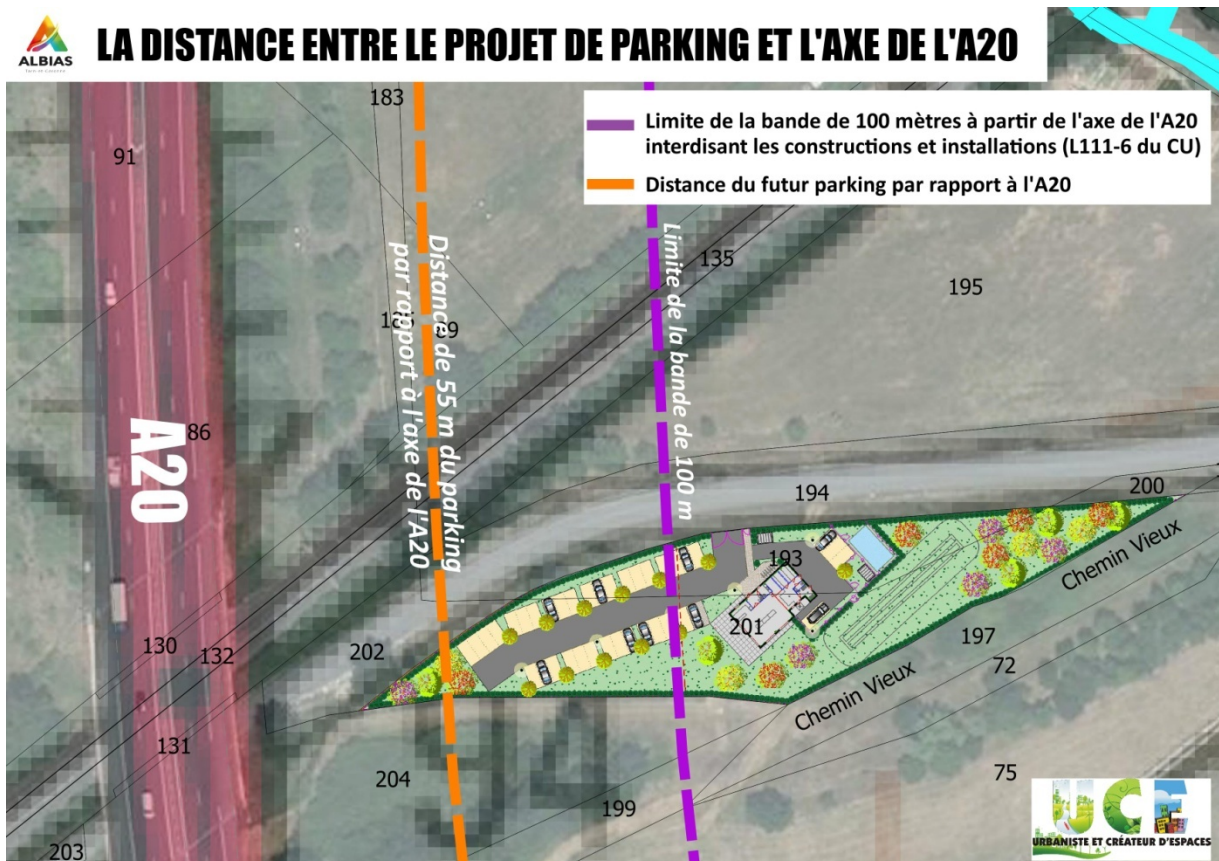 ALBIAS
LA DISTANCE ENTRE LE PROJET DE PARKING ET L'AXE DE L'A20
Limite de la bande de 100 mètres à partir de l'axe de l'A20
interdisant les constructions et installations (L111-6 du CU)
Distance du futur parking par rapport à l'A20
183
91
135
195
Distance de 55 m du parking
par rapport à l'axe de l'A20
Limite de la bande de 100 m
86
A20
194
200
193
Chemin Vieux
201
197
130
132
202
72
Chemin Vieux
131
204
199
75
203
UCE
URBANISTE ET CRÉATEUR D'ESPACES